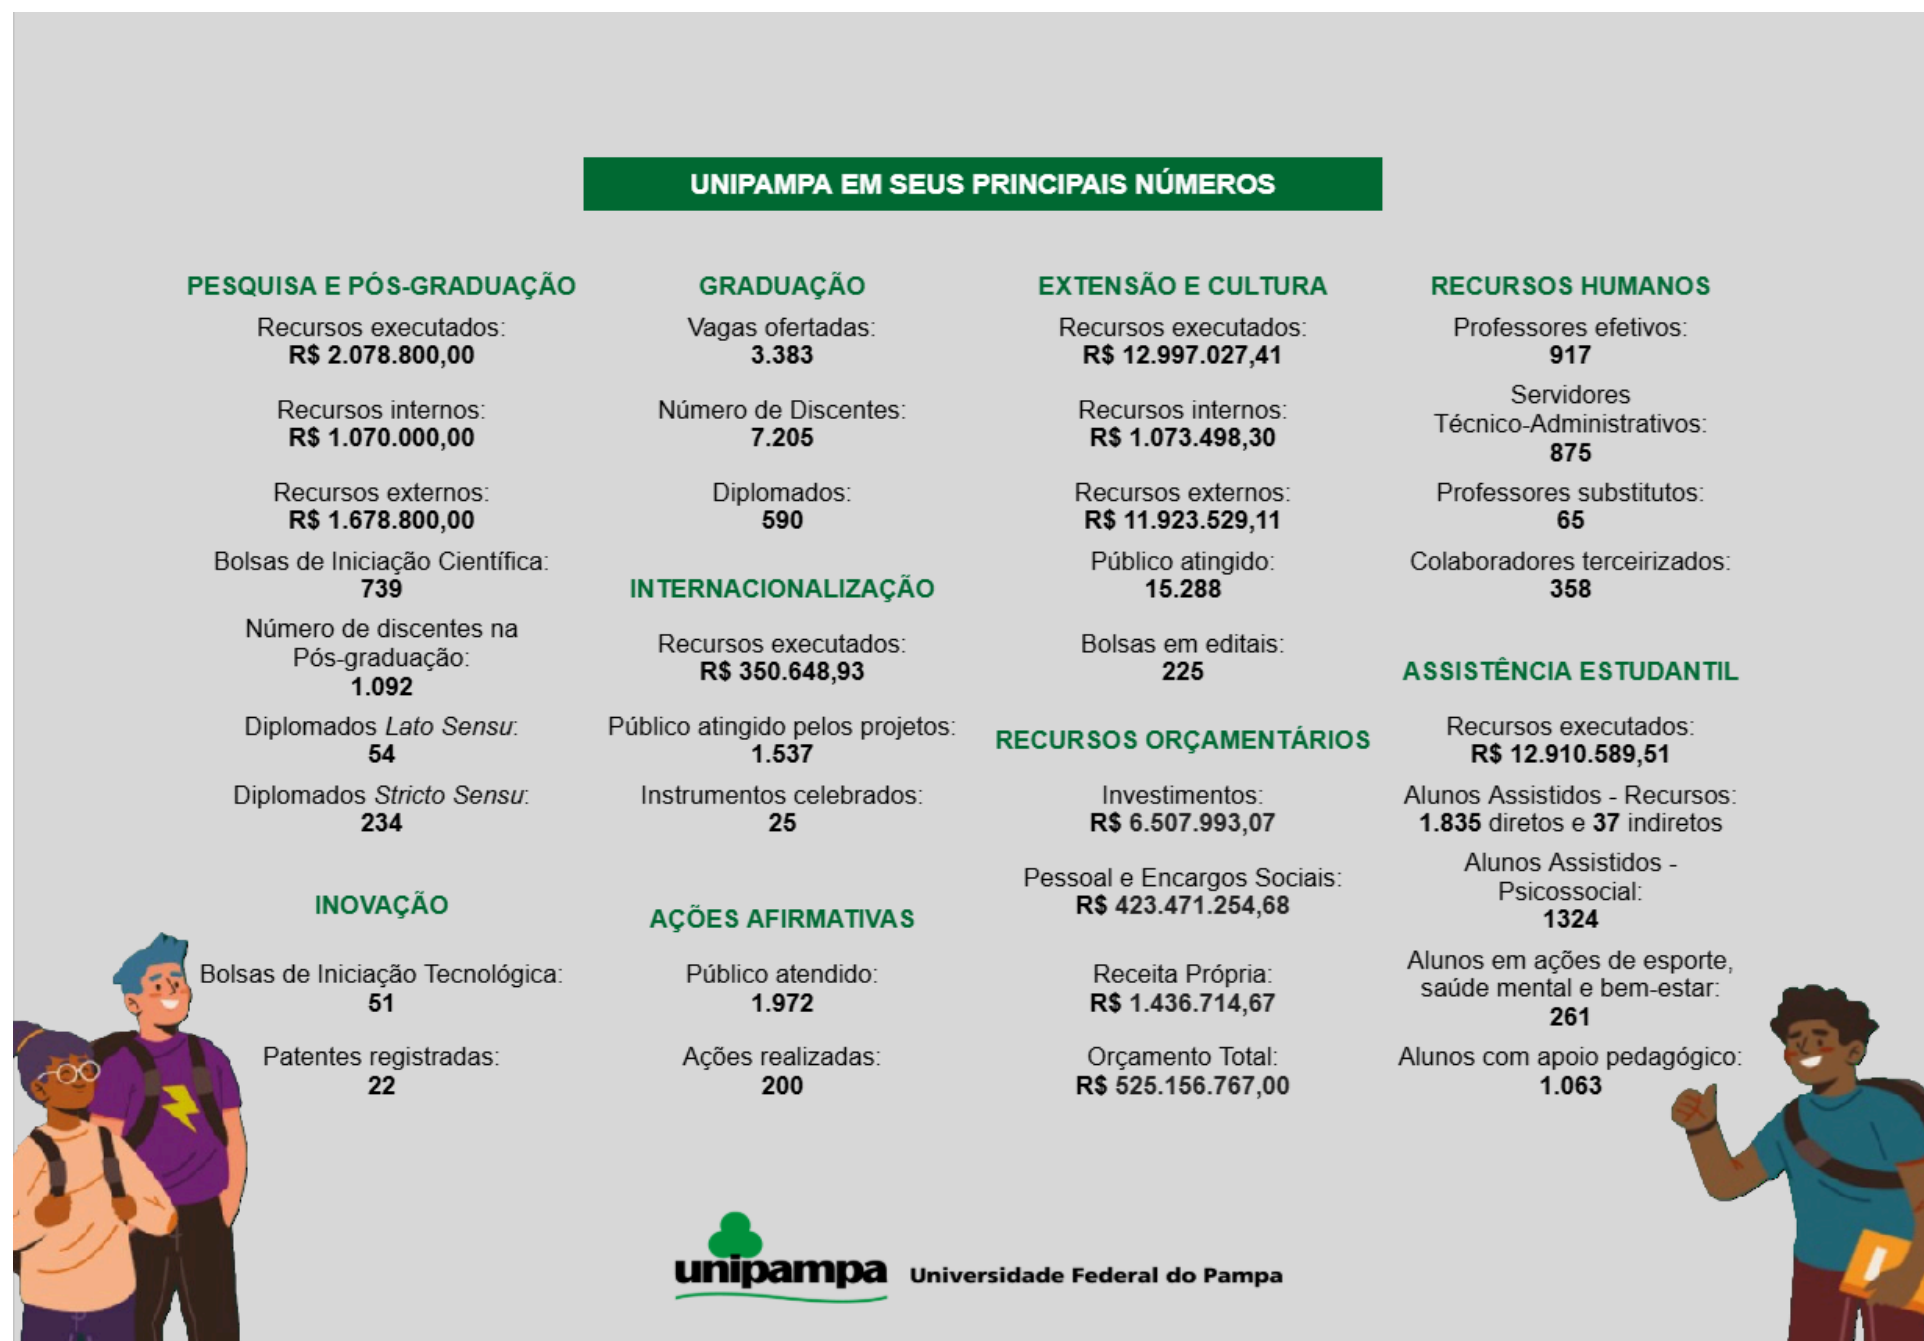 UNIPAMPA EM SEUS PRINCIPAIS NÚMEROS
PESQUISA E PÓS-GRADUAÇÃO
Recursos executados:
R$ 2.078.800,00
Recursos internos:
R$ 1.070.000,00
Recursos externos:
R$ 1.678.800,00
Bolsas de Iniciação Científica:
739
Número de discentes na
Pós-graduação:
1.092
Diplomados Lato Sensu:
54
Diplomados Stricto Sensu:
234
INOVAÇÃO
Bolsas de Iniciação Tecnológica:
51
Patentes registradas:
22
GRADUAÇÃO
Vagas ofertadas:
3.383
Número de Discentes:
7.205
Diplomados:
590
INTERNACIONALIZAÇÃO
Recursos executados:
R$ 350.648,93
Público atingido pelos projetos:
1.537
Instrumentos celebrados:
25
AÇÕES AFIRMATIVAS
Público atendido:
1.972
Ações realizadas:
200
EXTENSÃO E CULTURA
Recursos executados:
R$ 12.997.027,41
Recursos internos:
R$ 1.073.498,30
Recursos externos:
R$ 11.923.529,11
Público atingido:
15.288
Bolsas em editais:
225
RECURSOS ORÇAMENTÁRIOS
Investimentos:
R$ 6.507.993,07
Pessoal e Encargos Sociais:
R$ 423.471.254,68
Receita Própria:
R$ 1.436.714,67
Orçamento Total:
R$ 525.156.767,00
RECURSOS HUMANOS
Professores efetivos:
917
Servidores
Técnico-Administrativos:
875
Professores substitutos:
65
Colaboradores terceirizados:
358
ASSISTÊNCIA ESTUDANTIL
Recursos executados:
R$ 12.910.589,51
Alunos Assistidos - Recursos:
1.835 diretos e 37 indiretos
Alunos Assistidos -
Psicossocial:
1324
Alunos em ações de esporte,
saúde mental e bem-estar:
261
Alunos com apoio pedagógico:
1.063
unipampa
Universidade Federal do Pampa